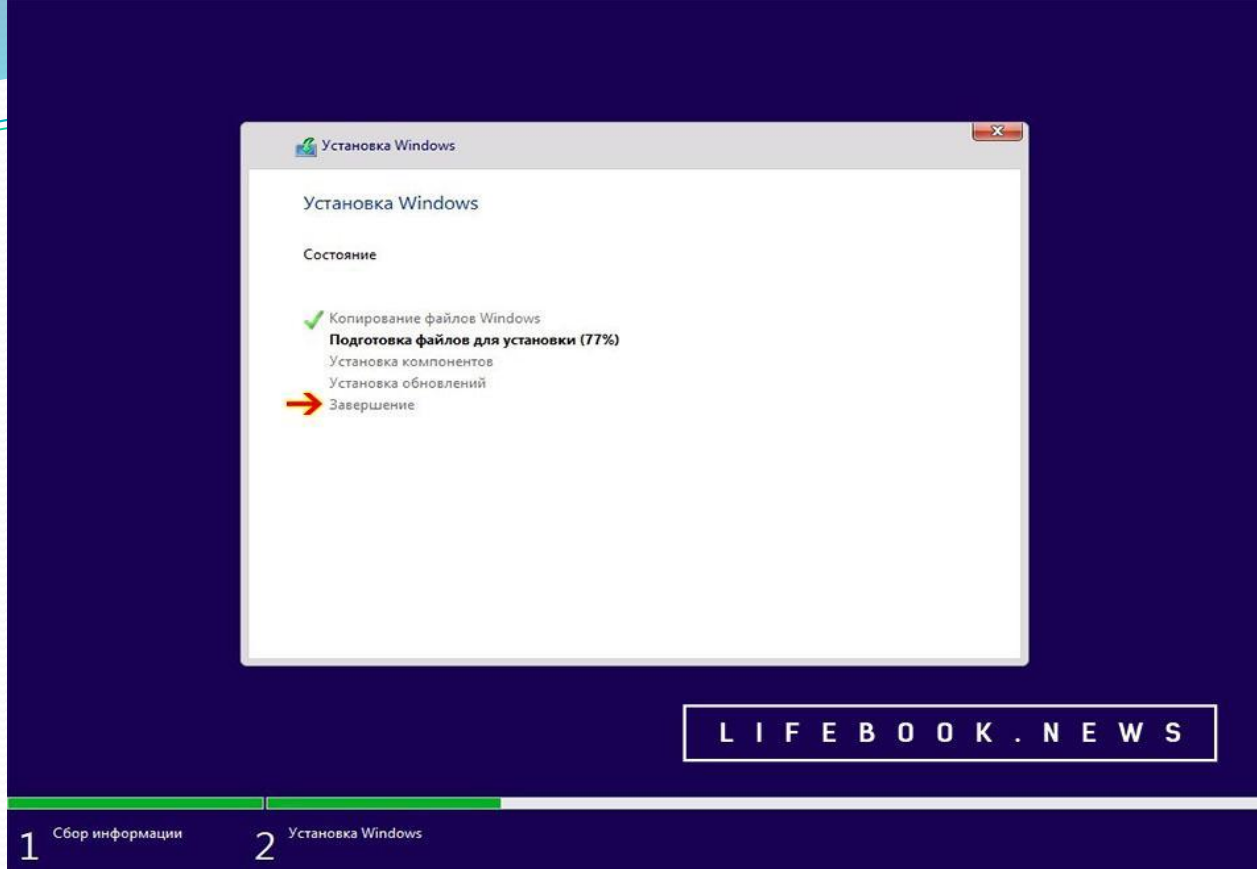 Установка Windows
Установка Windows
Состояние
Копирование файлов Windows
Подготовка файлов для установки (77%)
Установка компонентов
Установка обновлений
Завершение
LIFEBOOK.NEWS
1 Сбор информации 2 Установка Windows